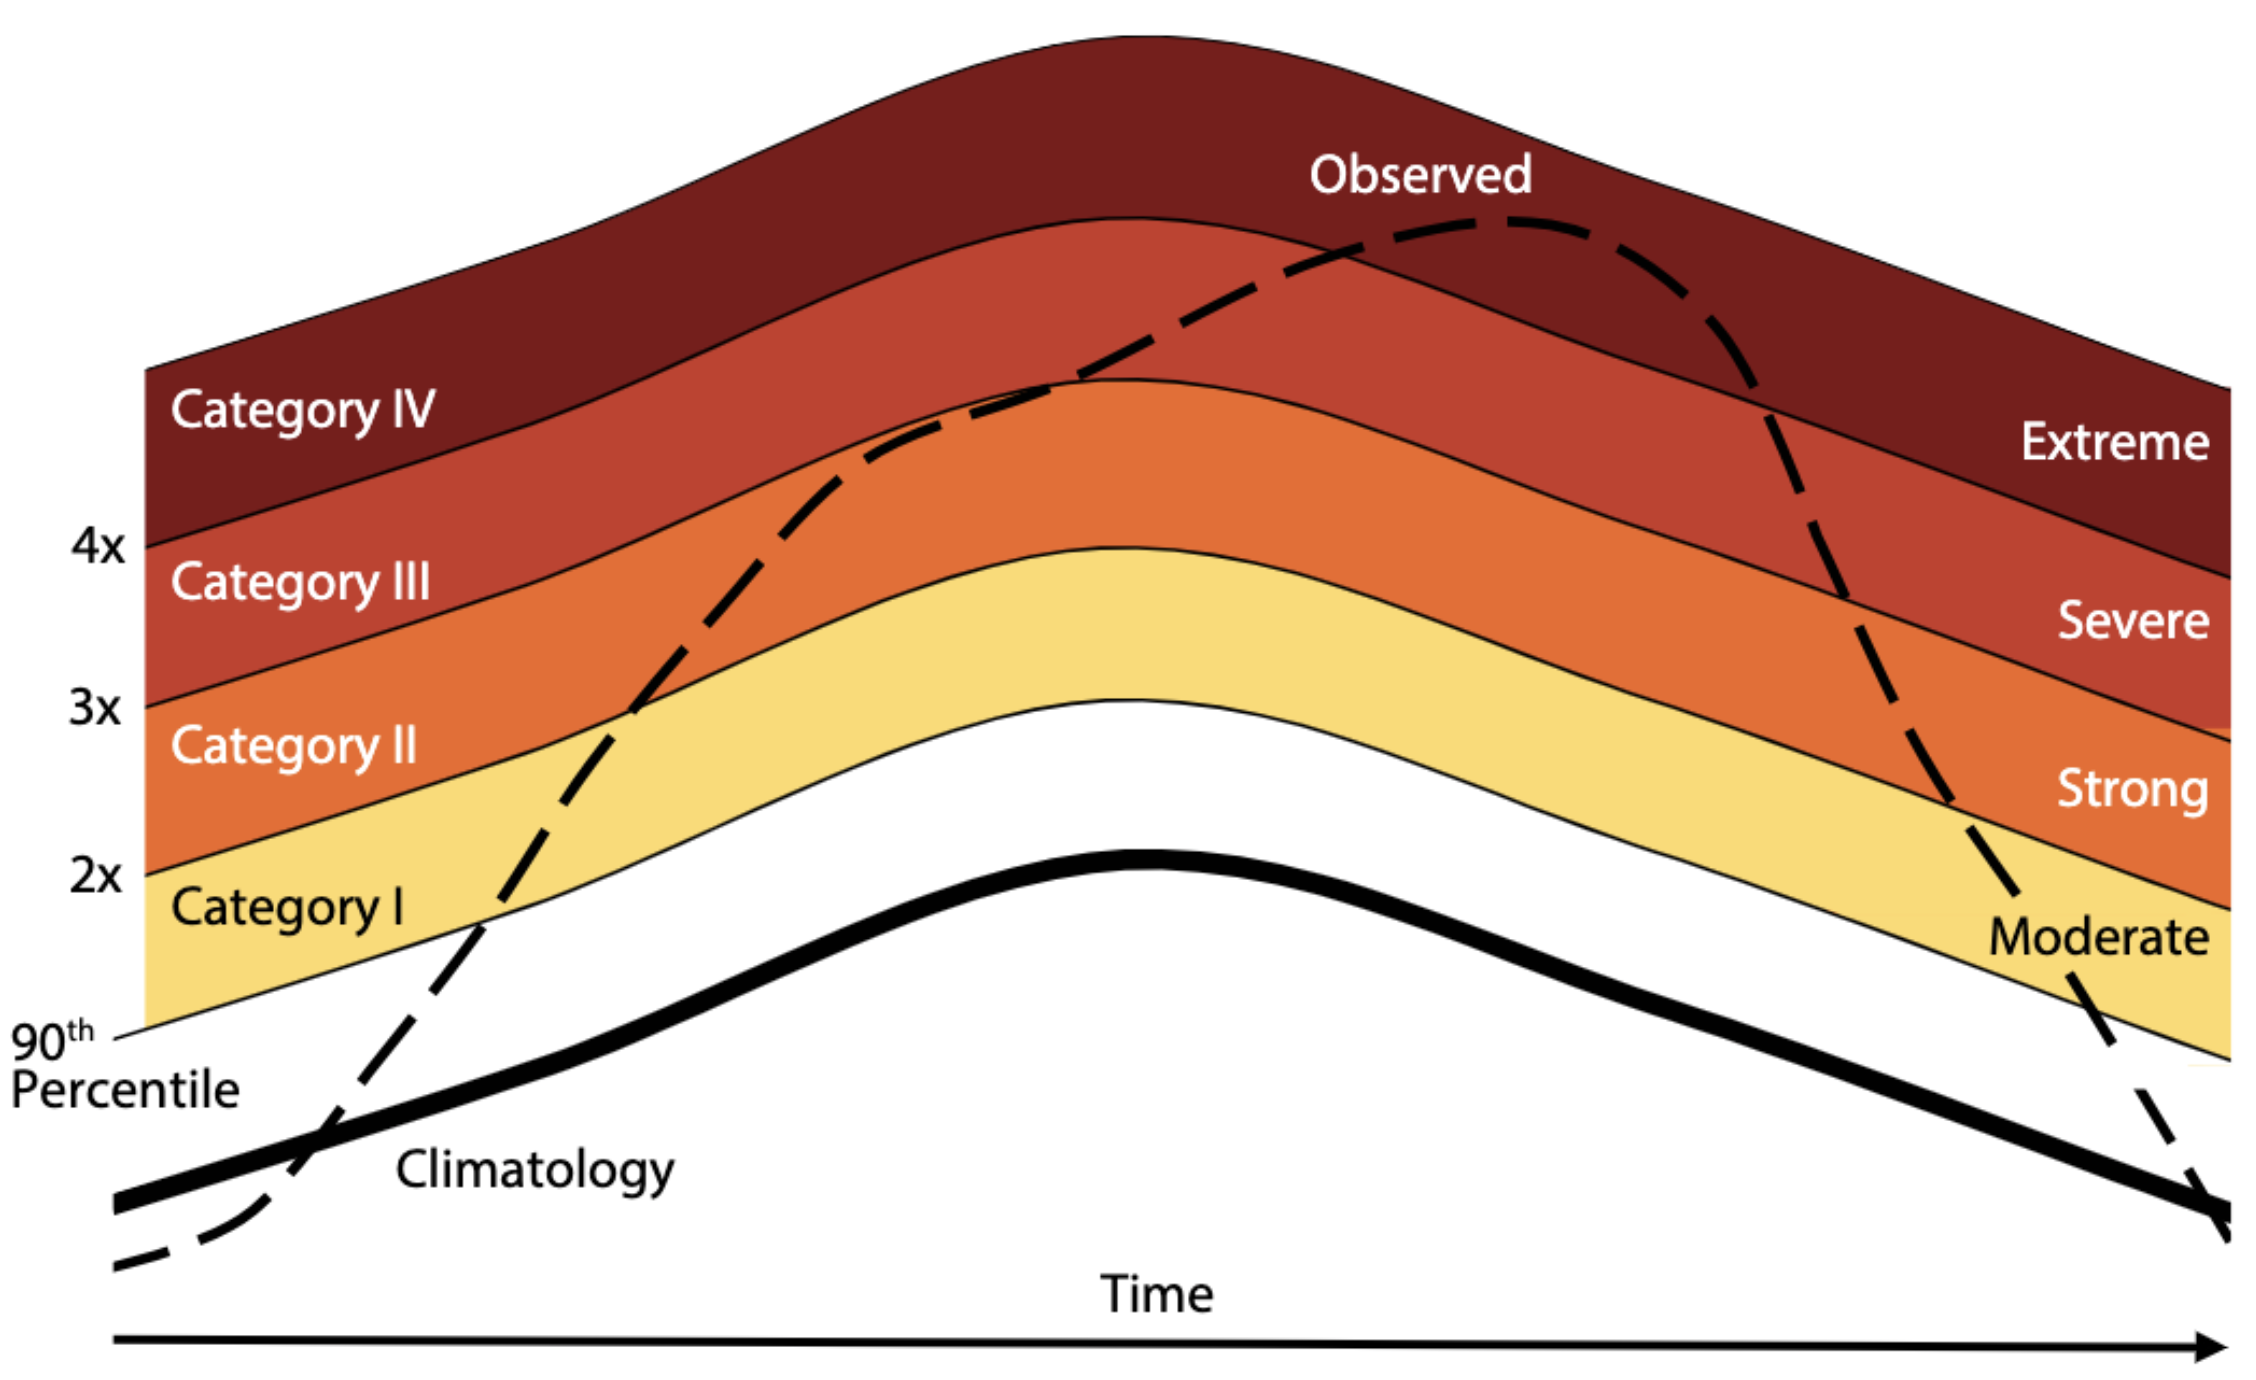 Observed
Category IV
Extreme
4x
Category III
Severe
3x
Category II
Strong
2x
Category I
Moderate
90th
Percentile
Climatology
Time